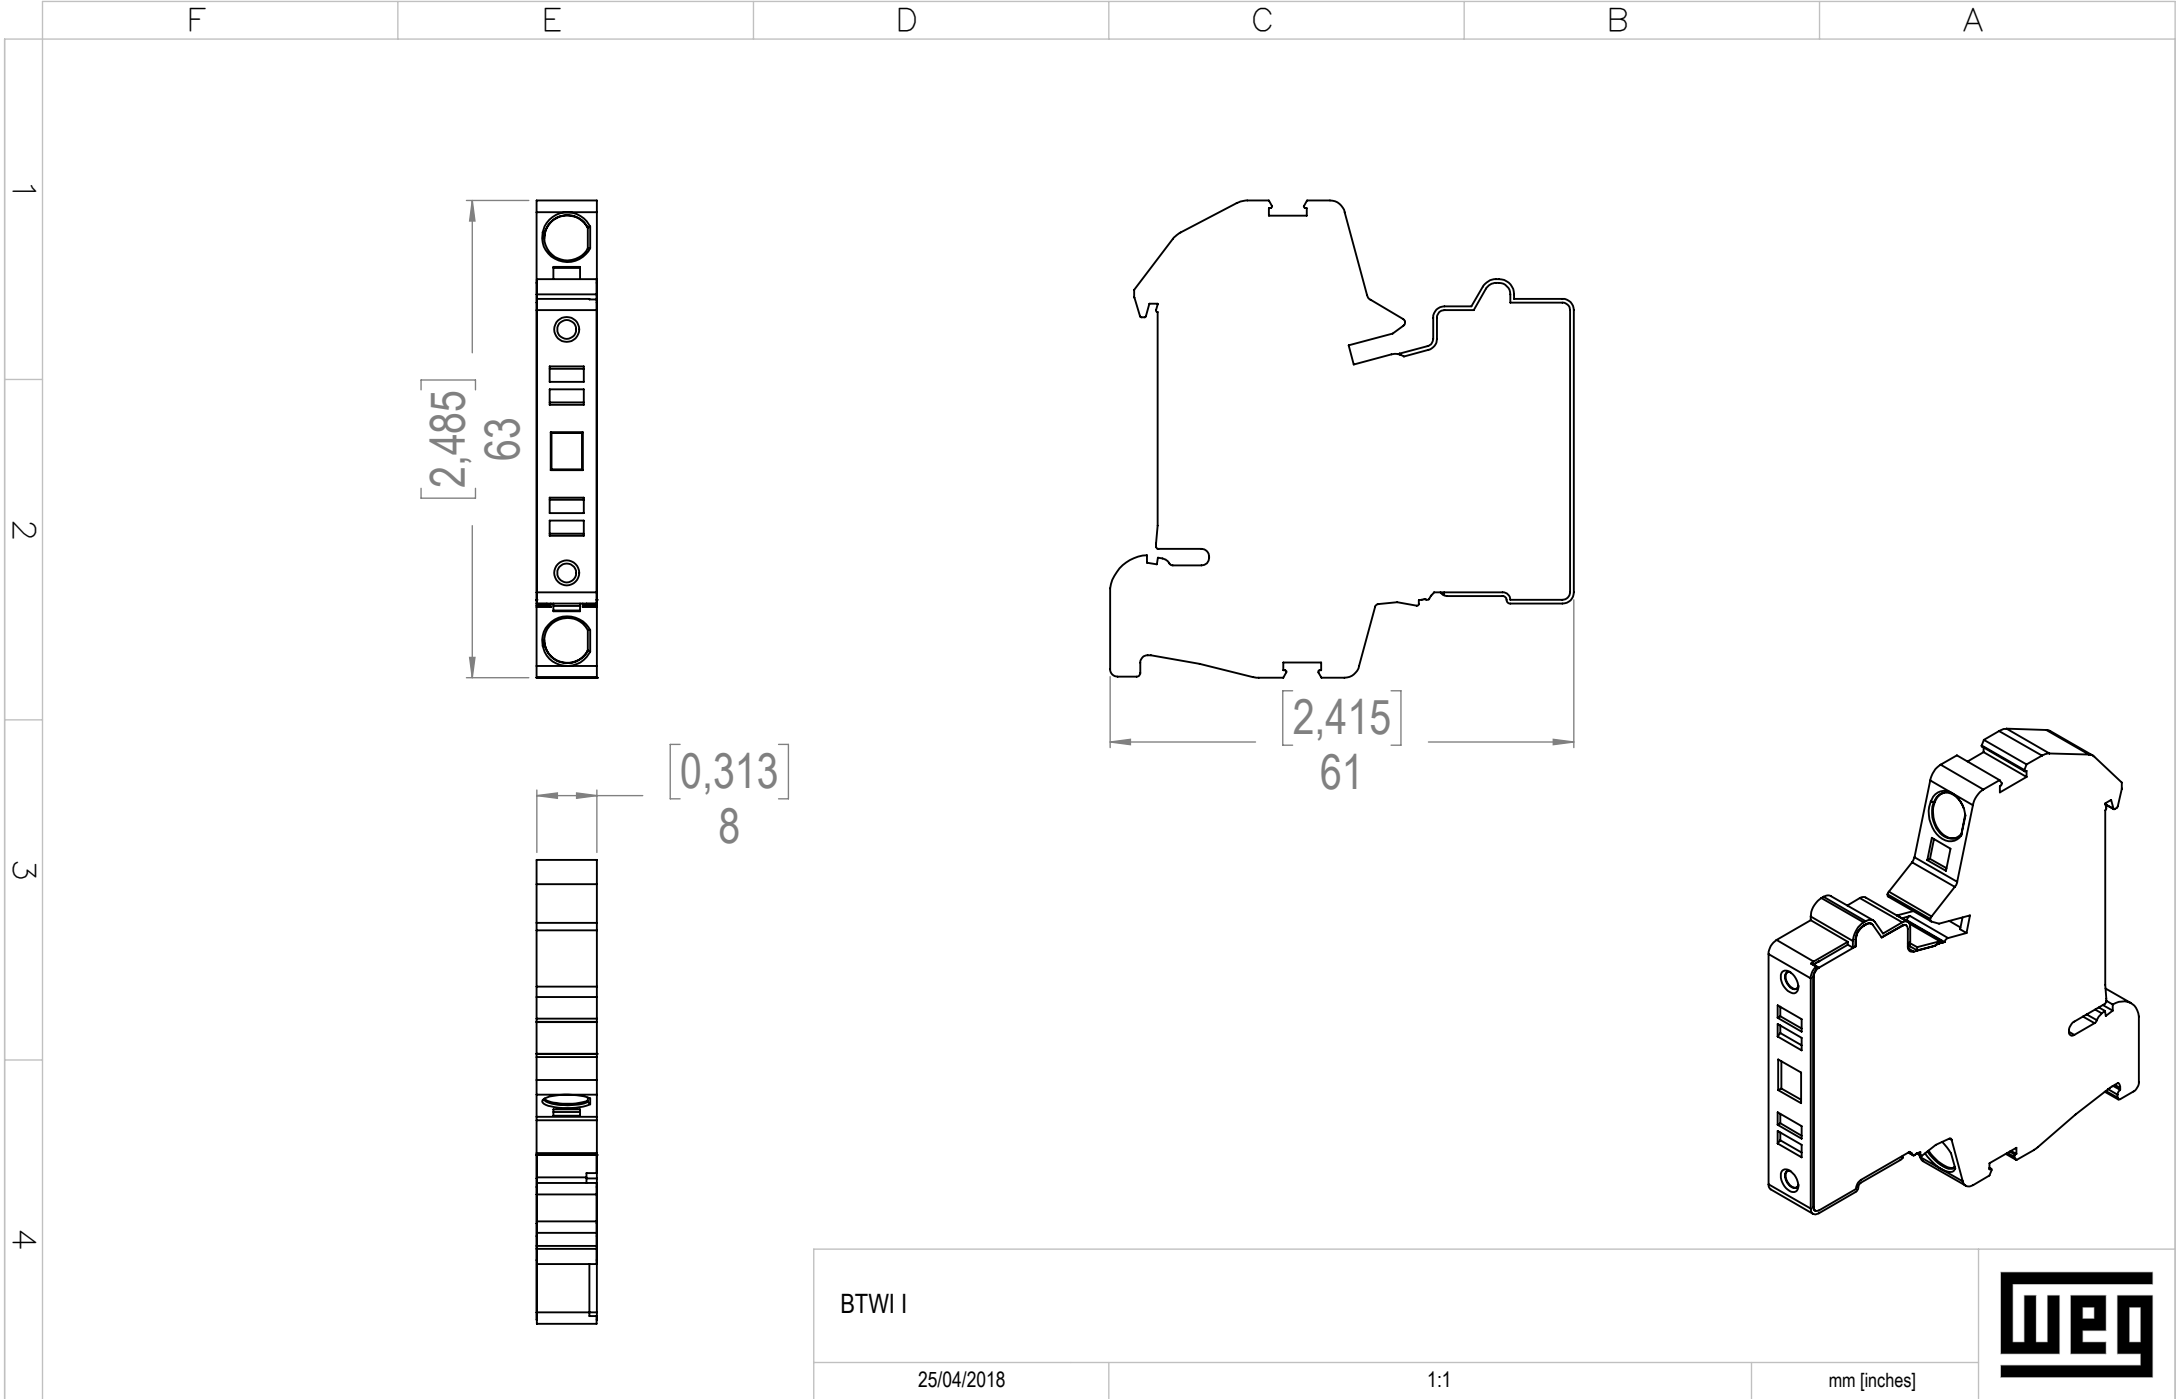 F E D C B A
1
2
3
4
[2,485]
63
[2,415]
61
[0,313]
8
BTWI I
25/04/2018 1:1 mm [inches]
weg